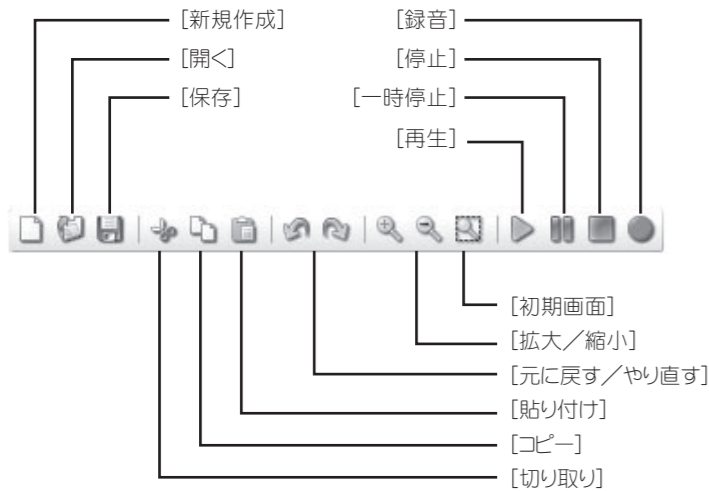 [新規作成]
[開く]
[保存]
[録音]
[停止]
[一時停止]
[再生]
[初期画面]
[拡大／縮小]
[元に戻す／やり直す]
[貼り付け]
[コピー]
[切り取り]